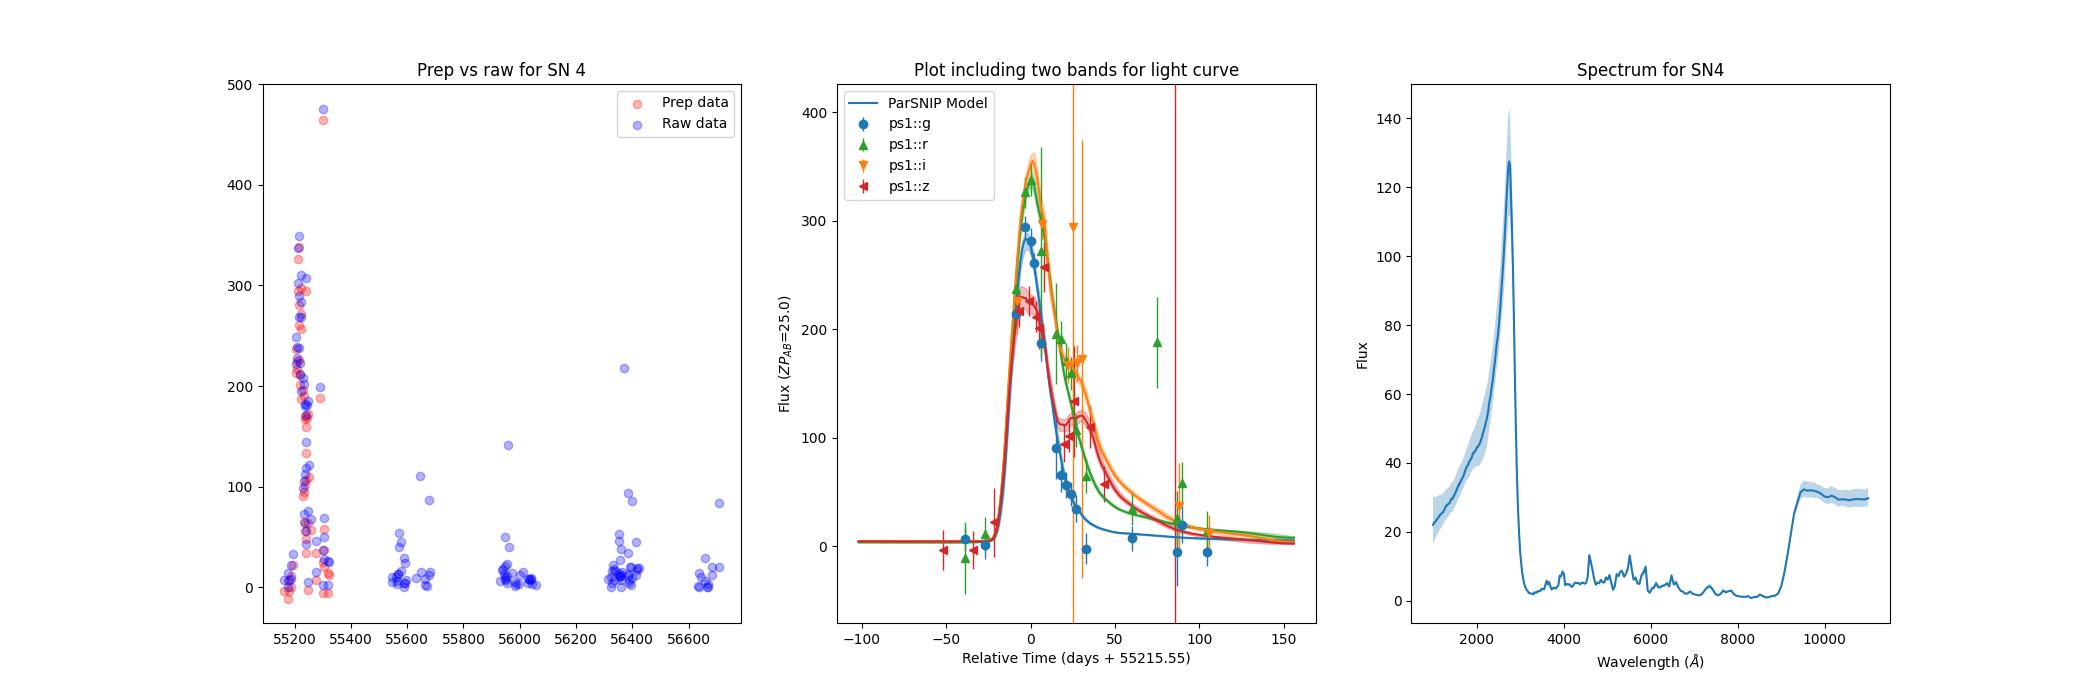 Prep vs raw for SN 4
500
400
300
200
100
0
55200 55400 55600 55800 56000 56200 56400 56600
Prep data
Raw data
Plot including two bands for light curve
Flux (ZP_AB=25.0)
400
300
200
100
0
−100 −50 0 50 100 150
Relative Time (days + 55215.55)
ParSNIP Model
ps1::g
ps1::r
ps1::i
ps1::z
Spectrum for SN4
Flux
140
120
100
80
60
40
20
0
2000 4000 6000 8000 10000
Wavelength (Å)